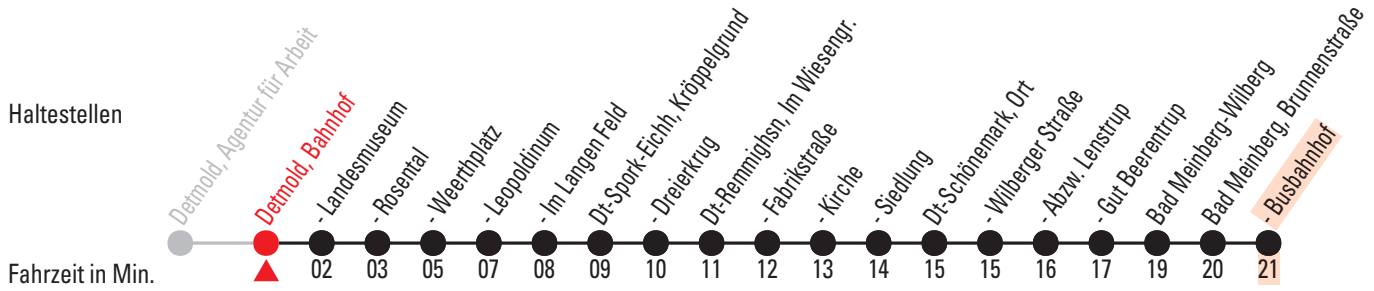 Haltestellen
Detmold, Agentur für Arbeit
Detmold, Bahnhof
- Landesmuseum
- Rosental
- Weerthplatz
- Leopoldinum
- Im Langen Feld
Dt-Spork-Eichh, Kröppelgrund
- Dreierkrug
Dt-Remmighsn, Im Wiesengr.
- Fabrikstraße
- Kirche
- Siedlung
Dt-Schönemark, Ort
- Wilberger Straße
- Abzw. Lenstrup
- Gut Beerentrup
Bad Meinberg-Wilberg
Bad Meinberg, Brunnenstraße
- Busbahnhof
Fahrzeit in Min. 02 03 05 07 08 09 10 11 12 13 14 15 15 16 17 19 20 21